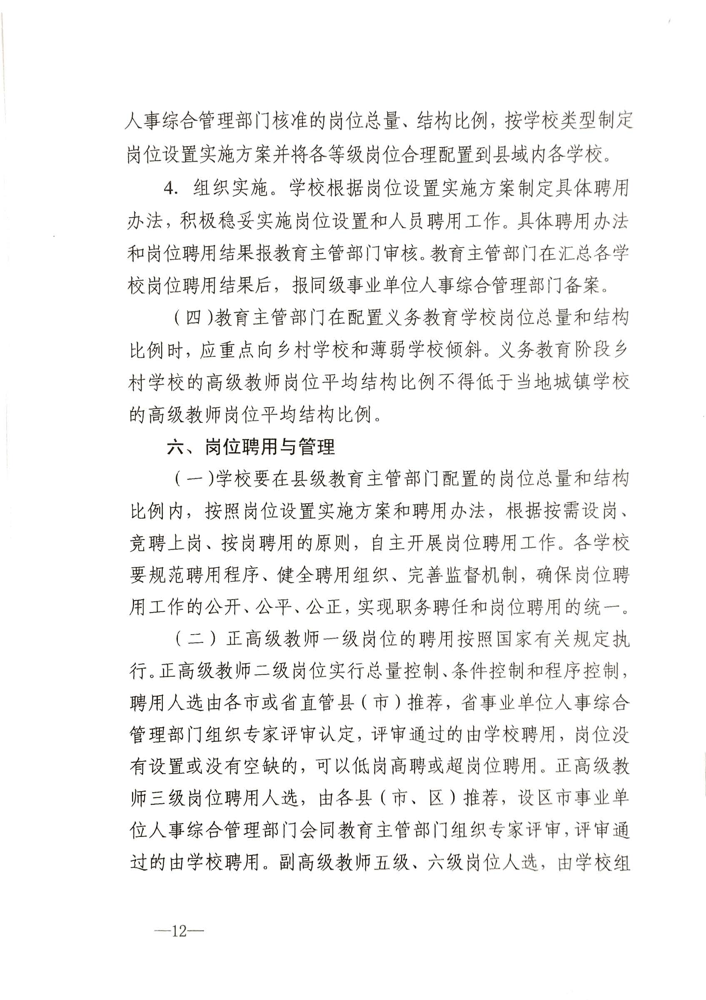 人事综合管理部门核准的岗位总量、结构比例，按学校类型制定
岗位设置实施方案并将各等级岗位合理配置到县域内各学校。
4. 组织实施。学校根据岗位设置实施方案制定具体聘用
办法，积极稳妥实施岗位设置和人员聘用工作。具体聘用办法
和岗位聘用结果报教育主管部门审核。教育主管部门在汇总各学
校岗位聘用结果后，报同级事业单位人事综合管理部门备案。
（四)教育主管部门在配置义务教育学校岗位总量和结构
比例时，应重点向乡村学校和薄弱学校倾斜。义务教育阶段乡
村学校的高级教师岗位平均结构比例不得低于当地城镇学校
的高级教师岗位平均结构比例。
六、岗位聘用与管理
（一)学校要在县级教育主管部门配置的岗位总量和结构
比例内，按照岗位设置实施方案和聘用办法，根据按需设岗、
竞聘上岗、按岗聘用的原则，自主开展岗位聘用工作。各学校
要规范聘用程序、健全聘用组织、完善监督机制，确保岗位聘
用工作的公开、公平、公正，实现职务聘任和岗位聘用的统一。
（二）正高级教师一级岗位的聘用按照国家有关规定执
行。正高级教师二级岗位实行总量控制、条件控制和程序控制，
聘用人选由各市或省直管县（市）推荐，省事业单位人事综合
管理部门组织专家评审认定，评审通过的由学校聘用，岗位没
有设置或没有空缺的，可以低岗高聘或超岗位聘用。正高级教
师三级岗位聘用人选，由各县（市、区）推荐，设区市事业单
位人事综合管理部门会同教育主管部门组织专家评审，评审通
过的由学校聘用。副高级教师五级、六级岗位人选，由学校组
—12—